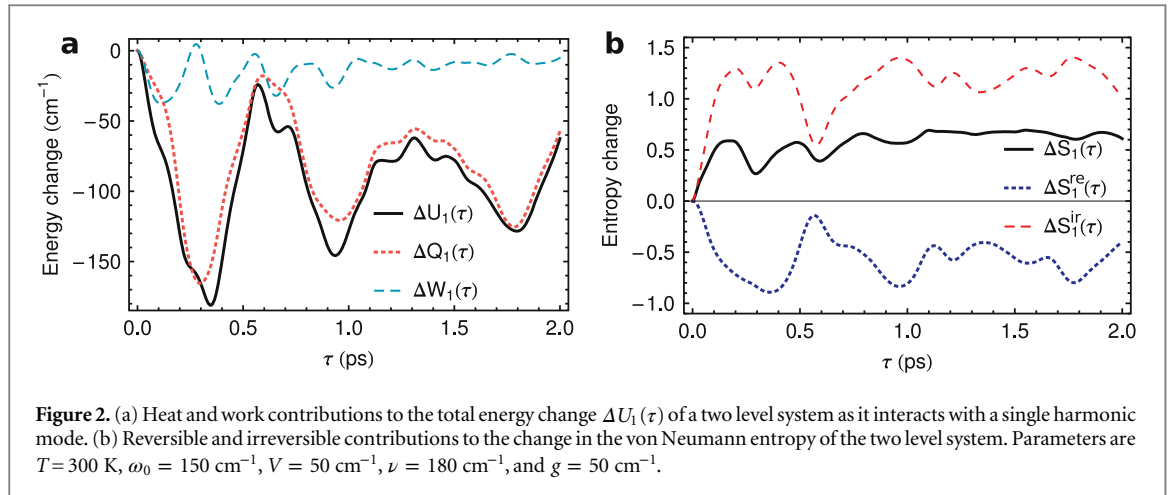 a
0
−50
−100
−150
Energy change (cm⁻¹)
ΔU₁(τ)
ΔQ₁(τ)
ΔW₁(τ)
0.0 0.5 1.0 1.5 2.0
τ (ps)
b
1.5
1.0
0.5
0.0
−0.5
−1.0
Entropy change
ΔS₁(τ)
ΔS₁ʳᵉ(τ)
ΔS₁ⁱʳ(τ)
0.0 0.5 1.0 1.5 2.0
τ (ps)
Figure 2. (a) Heat and work contributions to the total energy change ΔU₁(τ) of a two level system as it interacts with a single harmonic
mode. (b) Reversible and irreversible contributions to the change in the von Neumann entropy of the two level system. Parameters are
T = 300 K, ω₀ = 150 cm⁻¹, V = 50 cm⁻¹, ν = 180 cm⁻¹, and g = 50 cm⁻¹.